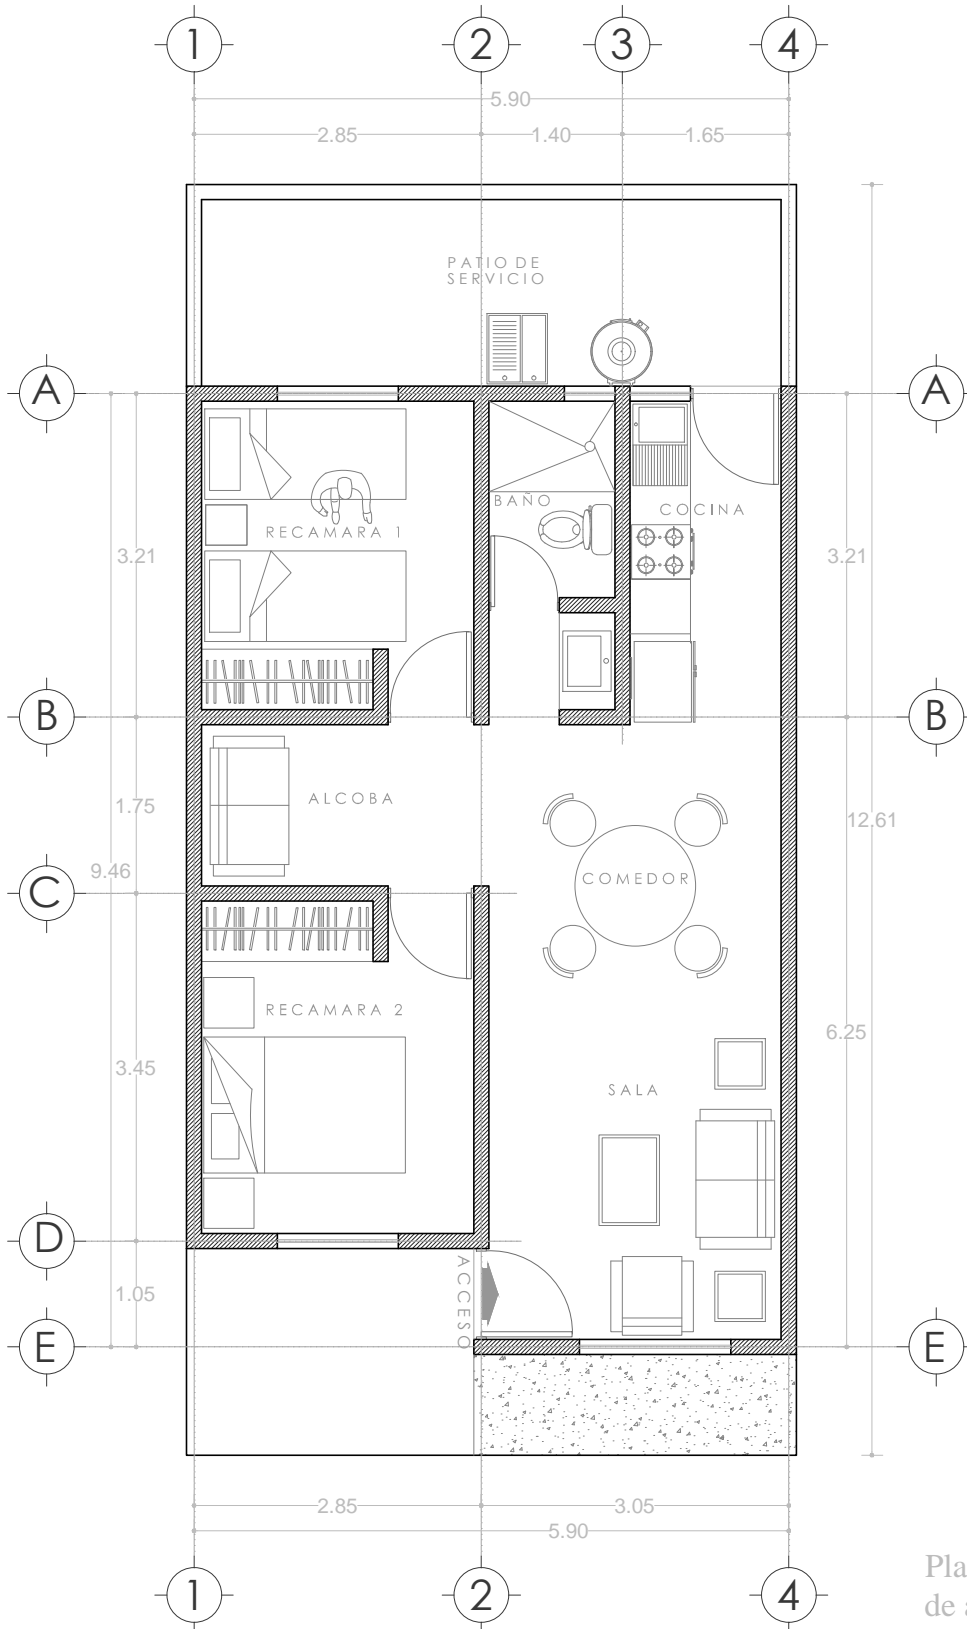 1 2 3 4
5.90
2.85 1.40 1.65
PATIO DE
SERVICIO
A A
BAÑO
COCINA
RECAMARA 1
3.21 3.21
B B
ALCOBA
1.75
12.61
9.46
COMEDOR
C
RECAMARA 2
6.25
3.45
SALA
D
ACCESO
1.05
E E
2.85 3.05
5.90
1 2 4
de